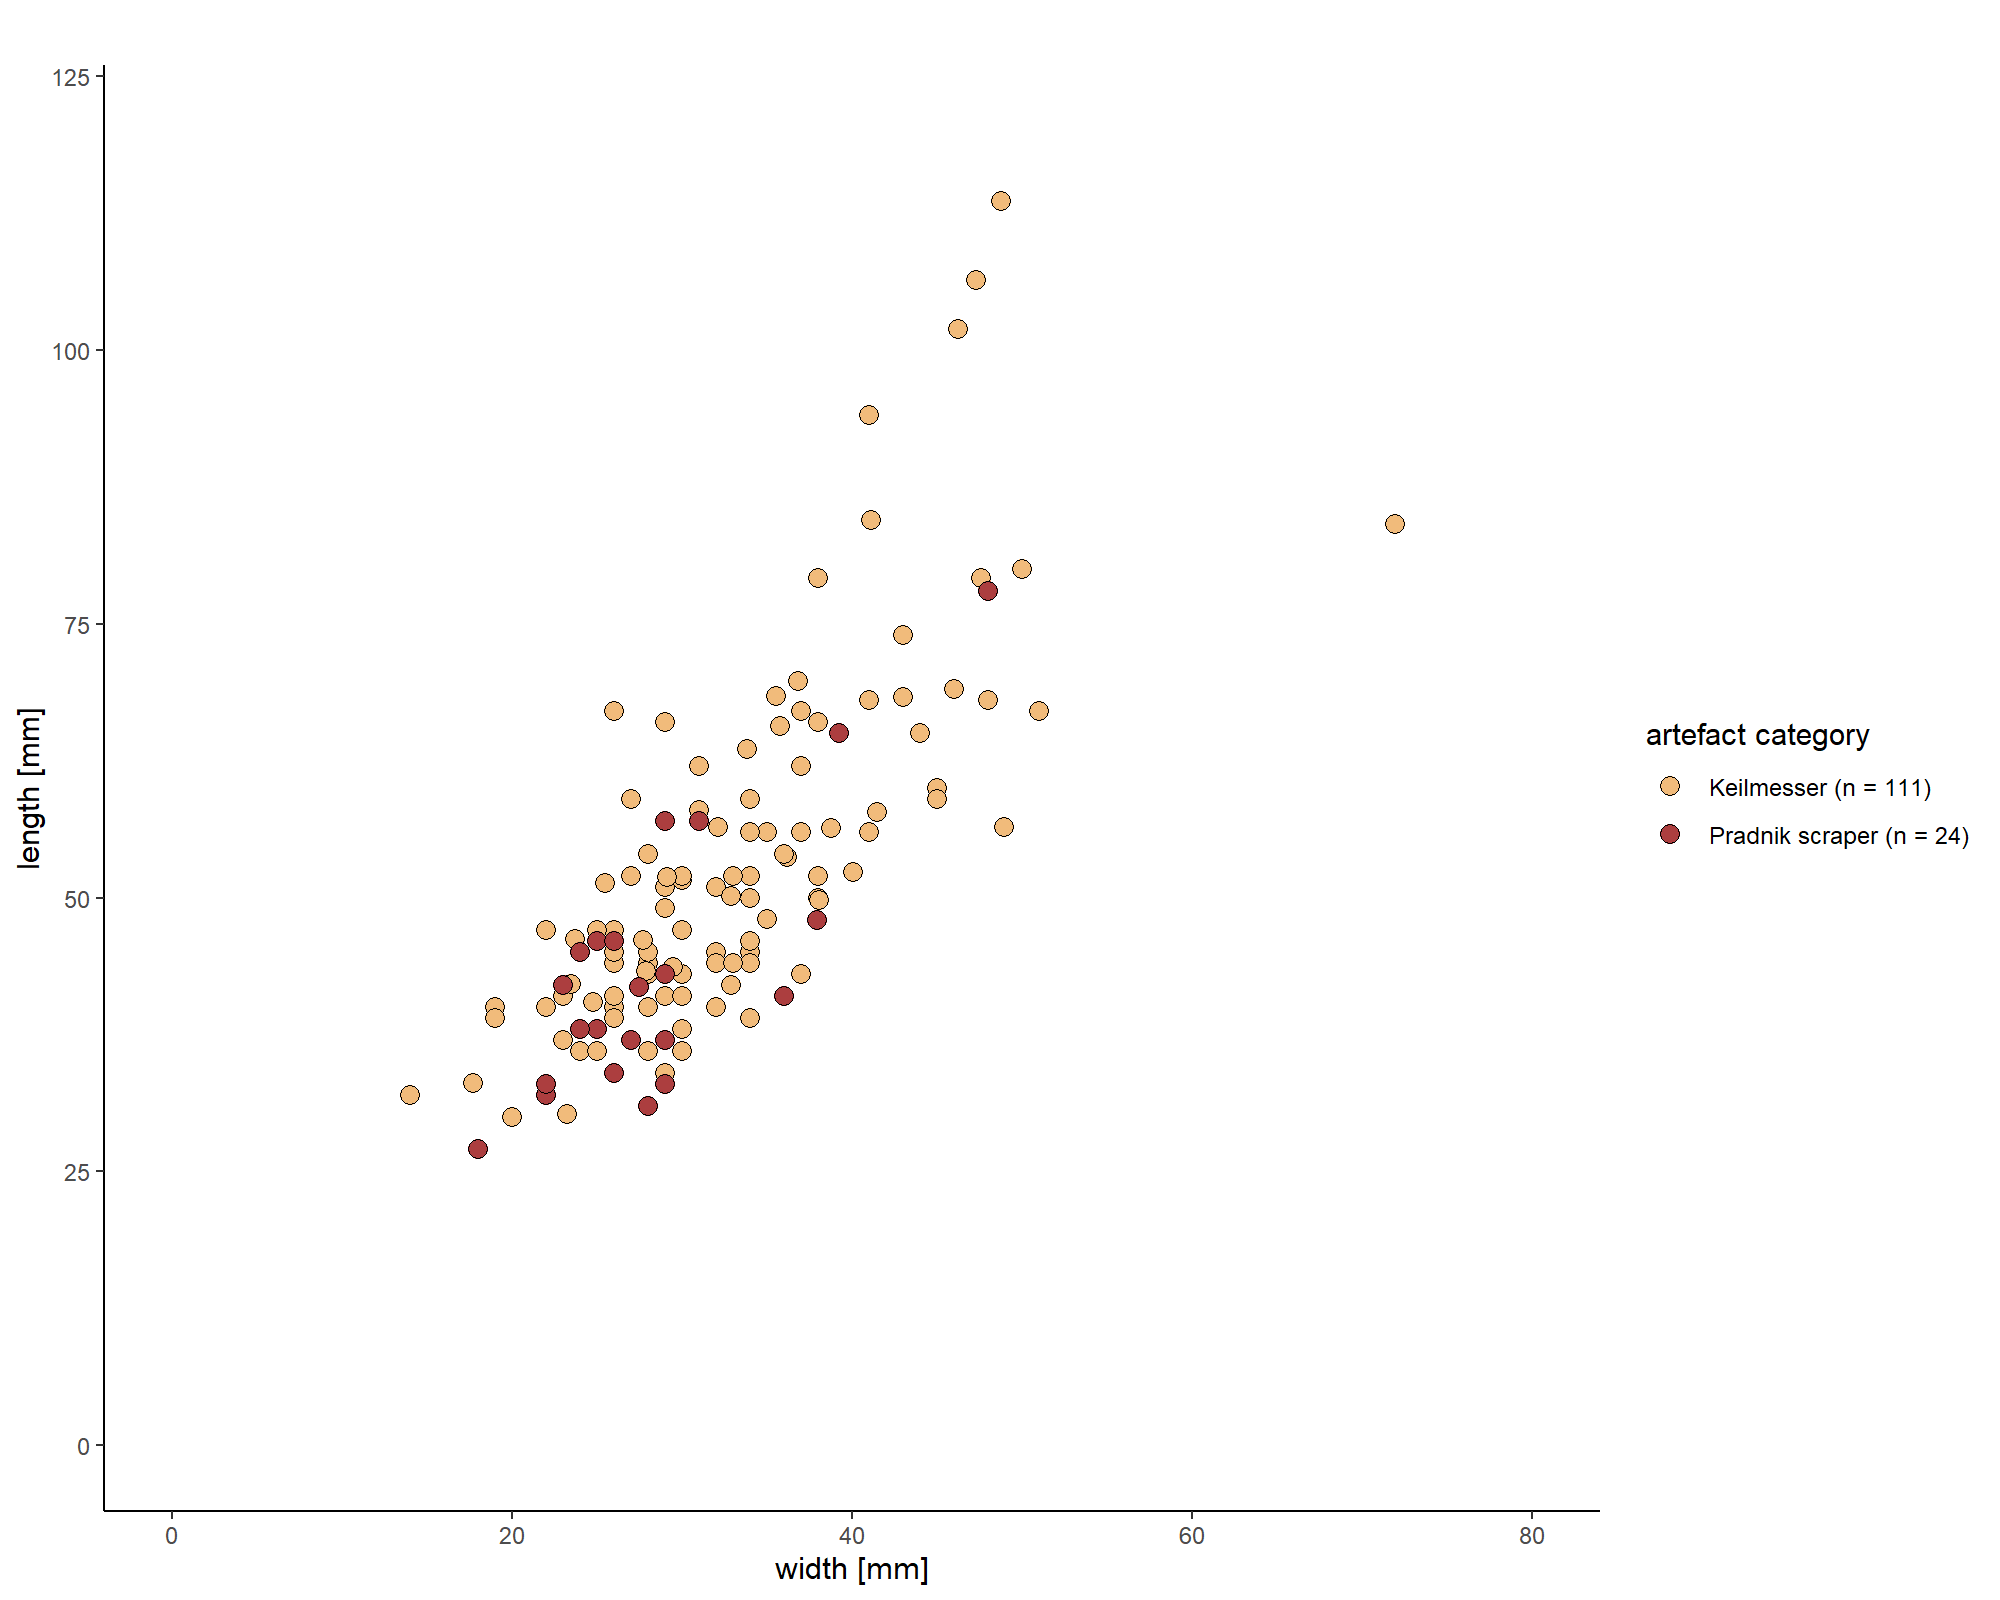 125
100
75
50
25
0
length [mm]
0 20 40 60 80
width [mm]
artefact category
Keilmesser (n = 111)
Pradnik scraper (n = 24)